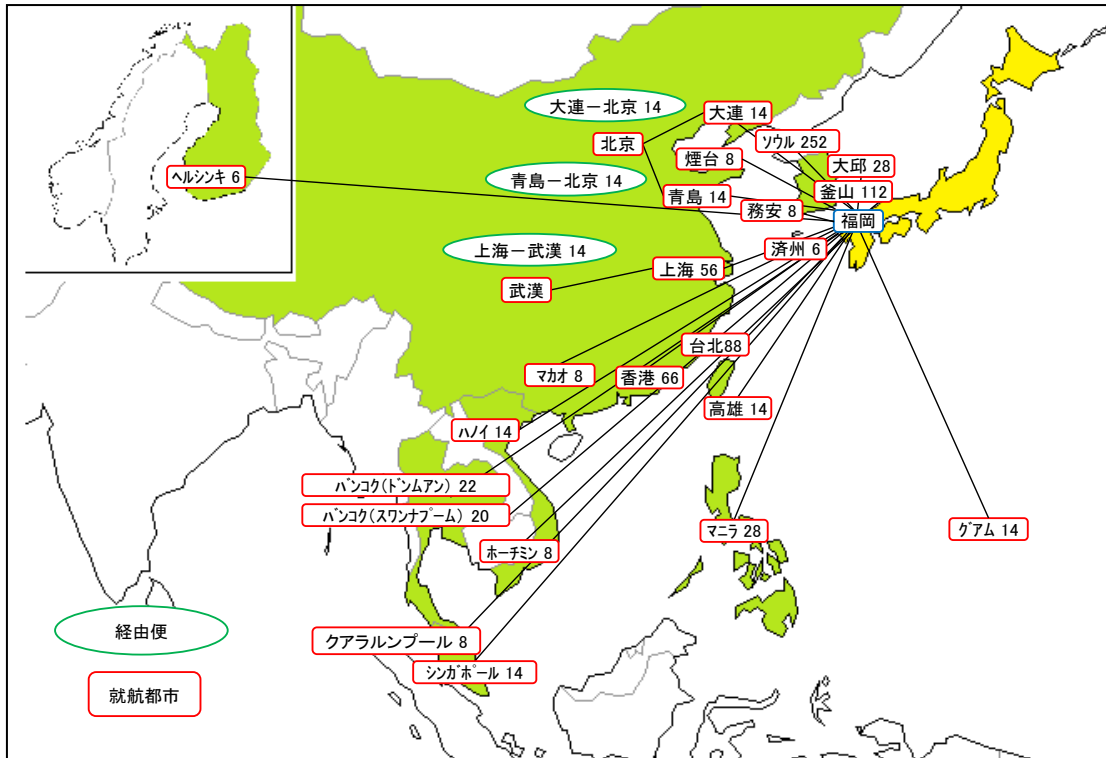 大連－北京 14
大連 14
北京
ソウル 252
煙台 8
大邱 28
ヘルシンキ 6
青島－北京 14
釜山 112
青島 14
務安 8
福岡
上海－武漢 14
済州 6
上海 56
武漢
台北88
マカオ 8
香港 66
高雄 14
ハノイ 14
バンコク(ドンムアン) 22
バンコク(スワンナプーム) 20
マニラ 28
グアム 14
ホーチミン 8
経由便
クアラルンプール 8
シンガポール 14
就航都市